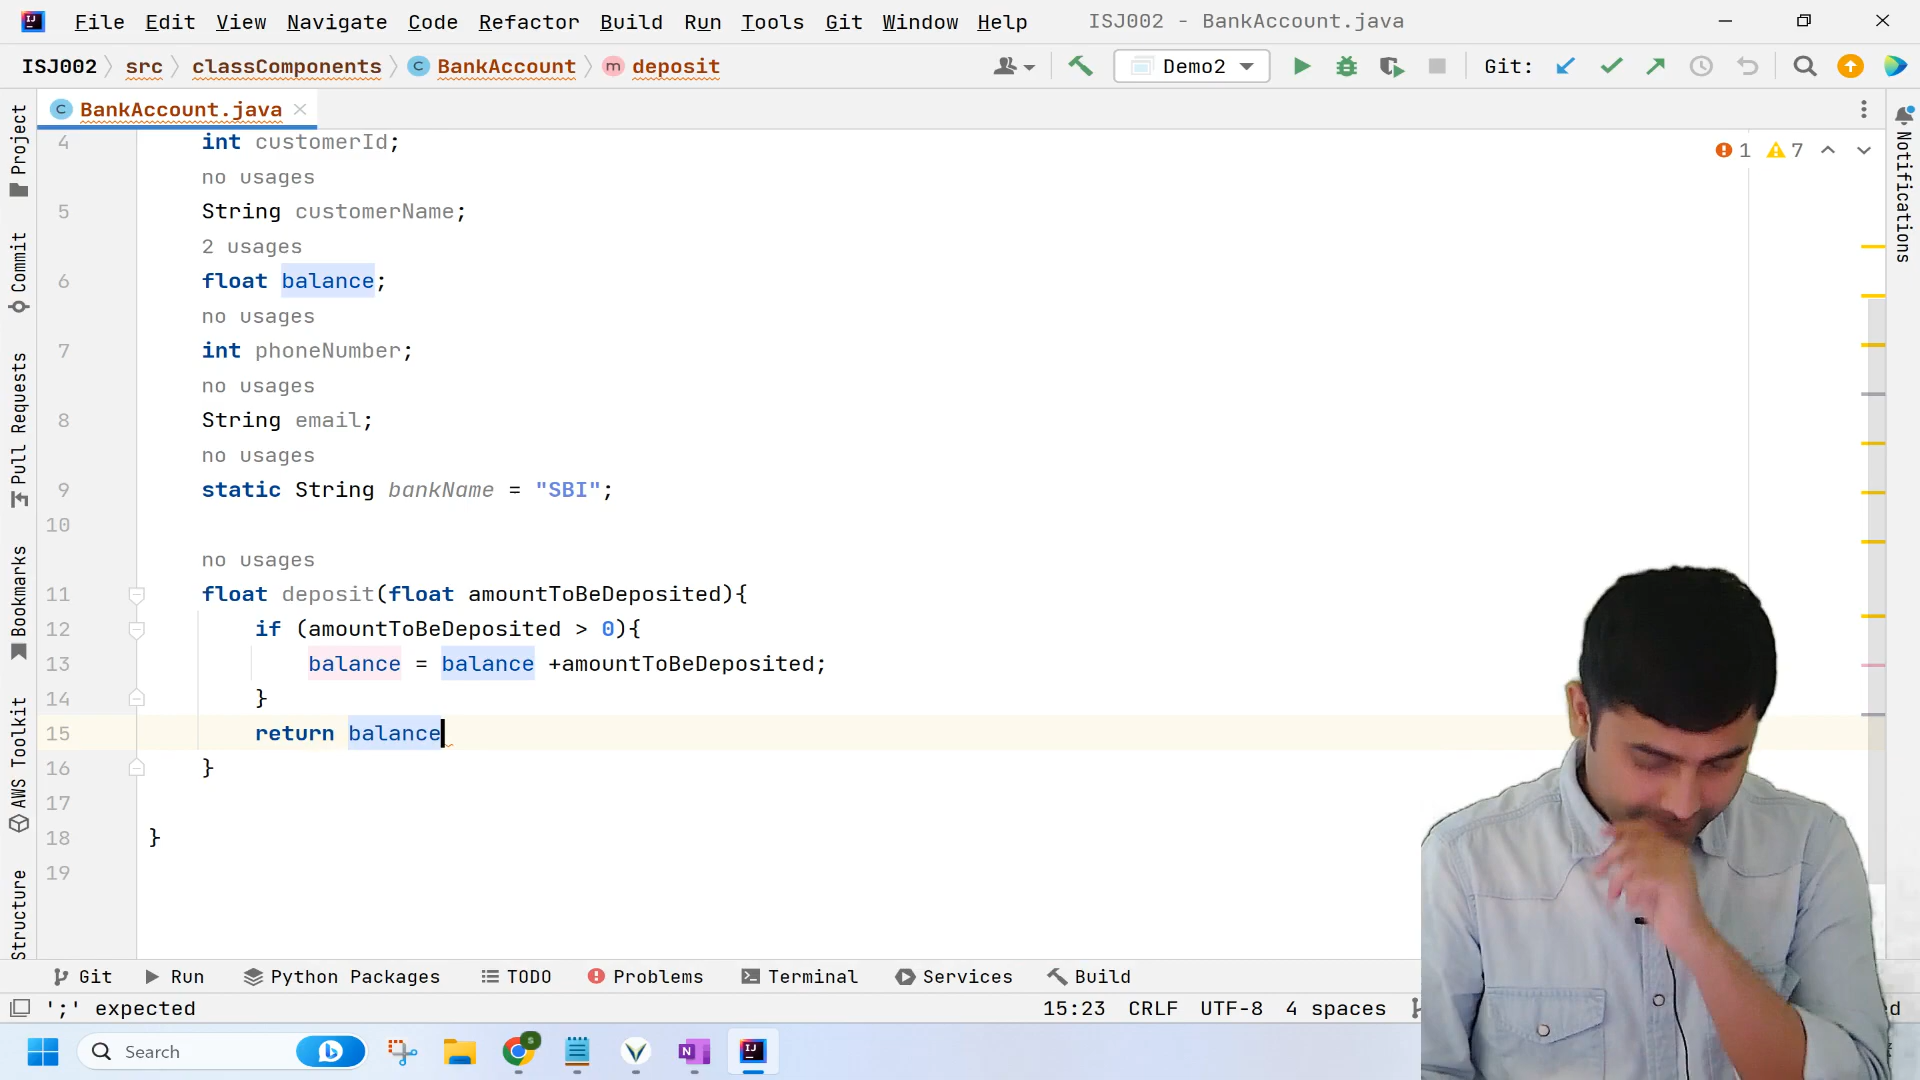 File Edit View Navigate Code Refactor Build Run Tools Git Window Help ISJ002 - BankAccount.java
ISJ002 src classComponents C BankAccount m deposit Demo2 Git:
C BankAccount.java
1 7
4 int customerId;
no usages
5 String customerName;
2 usages
6 float balance;
no usages
7 int phoneNumber;
no usages
8 String email;
no usages
9 static String bankName = "SBI";
10
no usages
11 float deposit(float amountToBeDeposited){
12 if (amountToBeDeposited > 0){
13 balance = balance +amountToBeDeposited;
14 }
15 return balance
16 }
17
18 }
19
Project
Commit
Pull Requests
Bookmarks
AWS Toolkit
Structure
Notifications
Git Run Python Packages TODO Problems Terminal Services Build
';' expected 15:23 CRLF UTF-8 4 spaces
Search